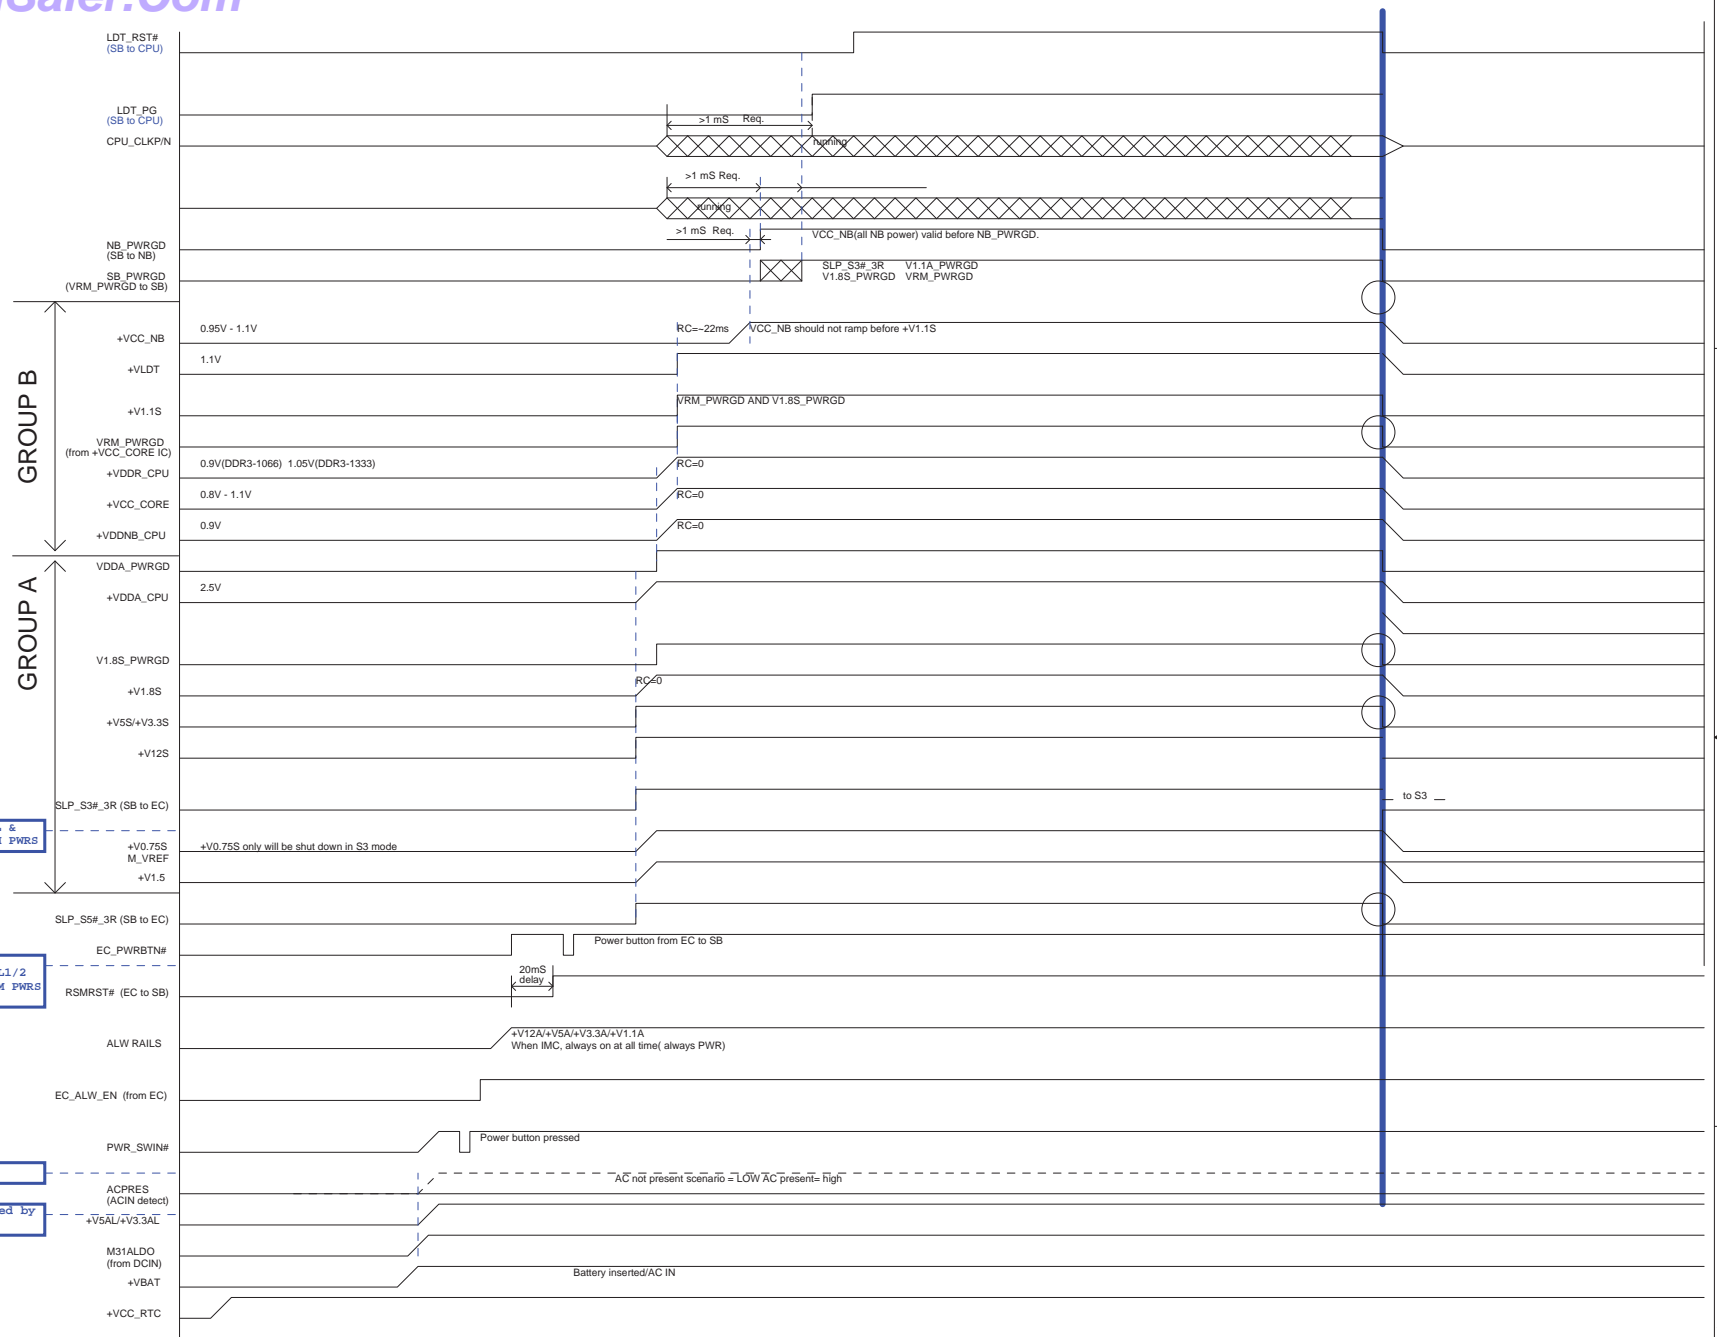 Saler.Com
LDT_RST#
(SB to CPU)
LDT_PG
(SB to CPU)
>1 mS Req.
CPU_CLKP/N
running
>1 mS Req.
running
>1 mS Req.
VCC_NB(all NB power) valid before NB_PWRGD.
NB_PWRGD
(SB to NB)
SB_PWRGD
(VRM_PWRGD to SB)
SLP_S3#_3R V1.1A_PWRGD
V1.8S_PWRGD VRM_PWRGD
GROUP B
+VCC_NB
0.95V - 1.1V
RC=~22ms
VCC_NB should not ramp before +V1.1S
+VLDT
1.1V
+V1.1S
VRM_PWRGD AND V1.8S_PWRGD
VRM_PWRGD
(from +VCC_CORE IC)
+VDDR_CPU
0.9V(DDR3-1066) 1.05V(DDR3-1333)
RC=0
+VCC_CORE
0.8V - 1.1V
RC=0
+VDDNB_CPU
0.9V
RC=0
GROUP A
VDDA_PWRGD
+VDDA_CPU
2.5V
V1.8S_PWRGD
+V1.8S
RC=0
+V5S/+V3.3S
+V12S
SLP_S3#_3R (SB to EC)
to S3
&
PWRS
+V0.75S
M_VREF
+V0.75S only will be shut down in S3 mode
+V1.5
SLP_S5#_3R (SB to EC)
EC_PWRBTN#
Power button from EC to SB
L1/2
M PWRS
RSMRST# (EC to SB)
20mS
delay
ALW RAILS
+V12A/+V5A/+V3.3A/+V1.1A
When IMC, always on at all time( always PWR)
EC_ALW_EN (from EC)
PWR_SWIN#
Power button pressed
ACPRES
(ACIN detect)
AC not present scenario = LOW AC present= high
ed by
+V5AL/+V3.3AL
M31ALDO
(from DCIN)
+VBAT
Battery inserted/AC IN
+VCC_RTC